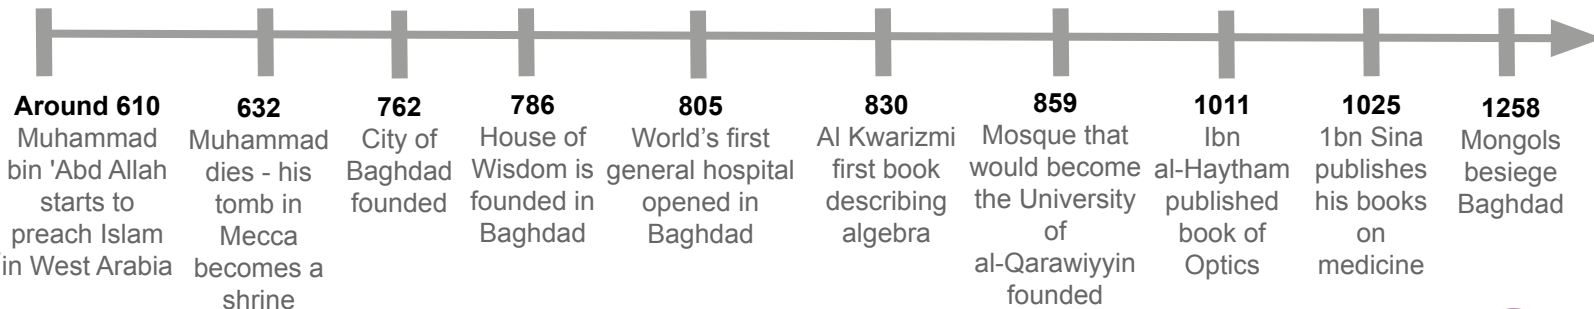 Around 610
Muhammad
bin 'Abd Allah
starts to
preach Islam
in West Arabia
632
Muhammad
dies - his
tomb in
Mecca
becomes a
shrine
762
City of
Baghdad
founded
786
House of
Wisdom is
founded in
Baghdad
805
World’s first
general hospital
opened in
Baghdad
830
Al Kwarizmi
first book
describing
algebra
859
Mosque that
would become
the University
of
al-Qarawiyyin
founded
1011
Ibn
al-Haytham
published
book of
Optics
1025
1bn Sina
publishes
his books
on
medicine
1258
Mongols
besiege
Baghdad